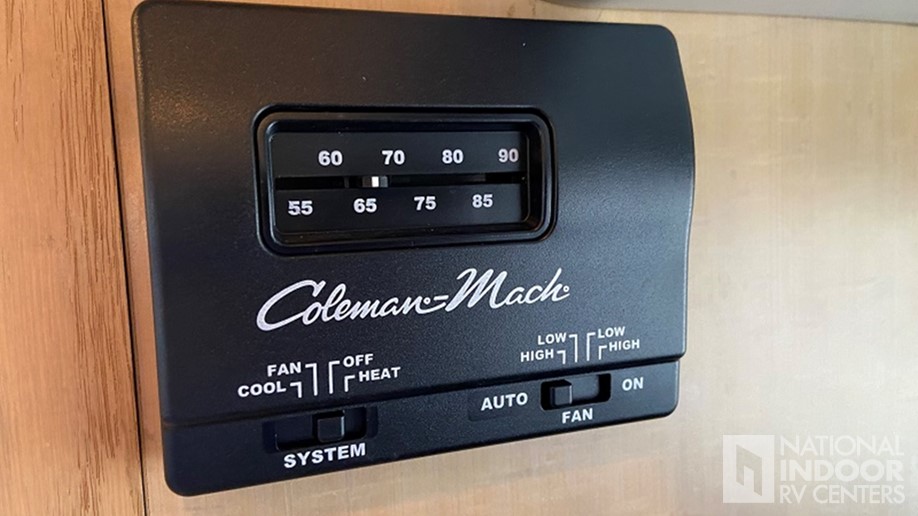 60 70 80 90
55 65 75 85
Coleman-Mach
FAN OFF
COOL HEAT
LOW LOW
HIGH HIGH
AUTO ON
FAN
SYSTEM
NATIONAL
INDOOR
RV CENTERS